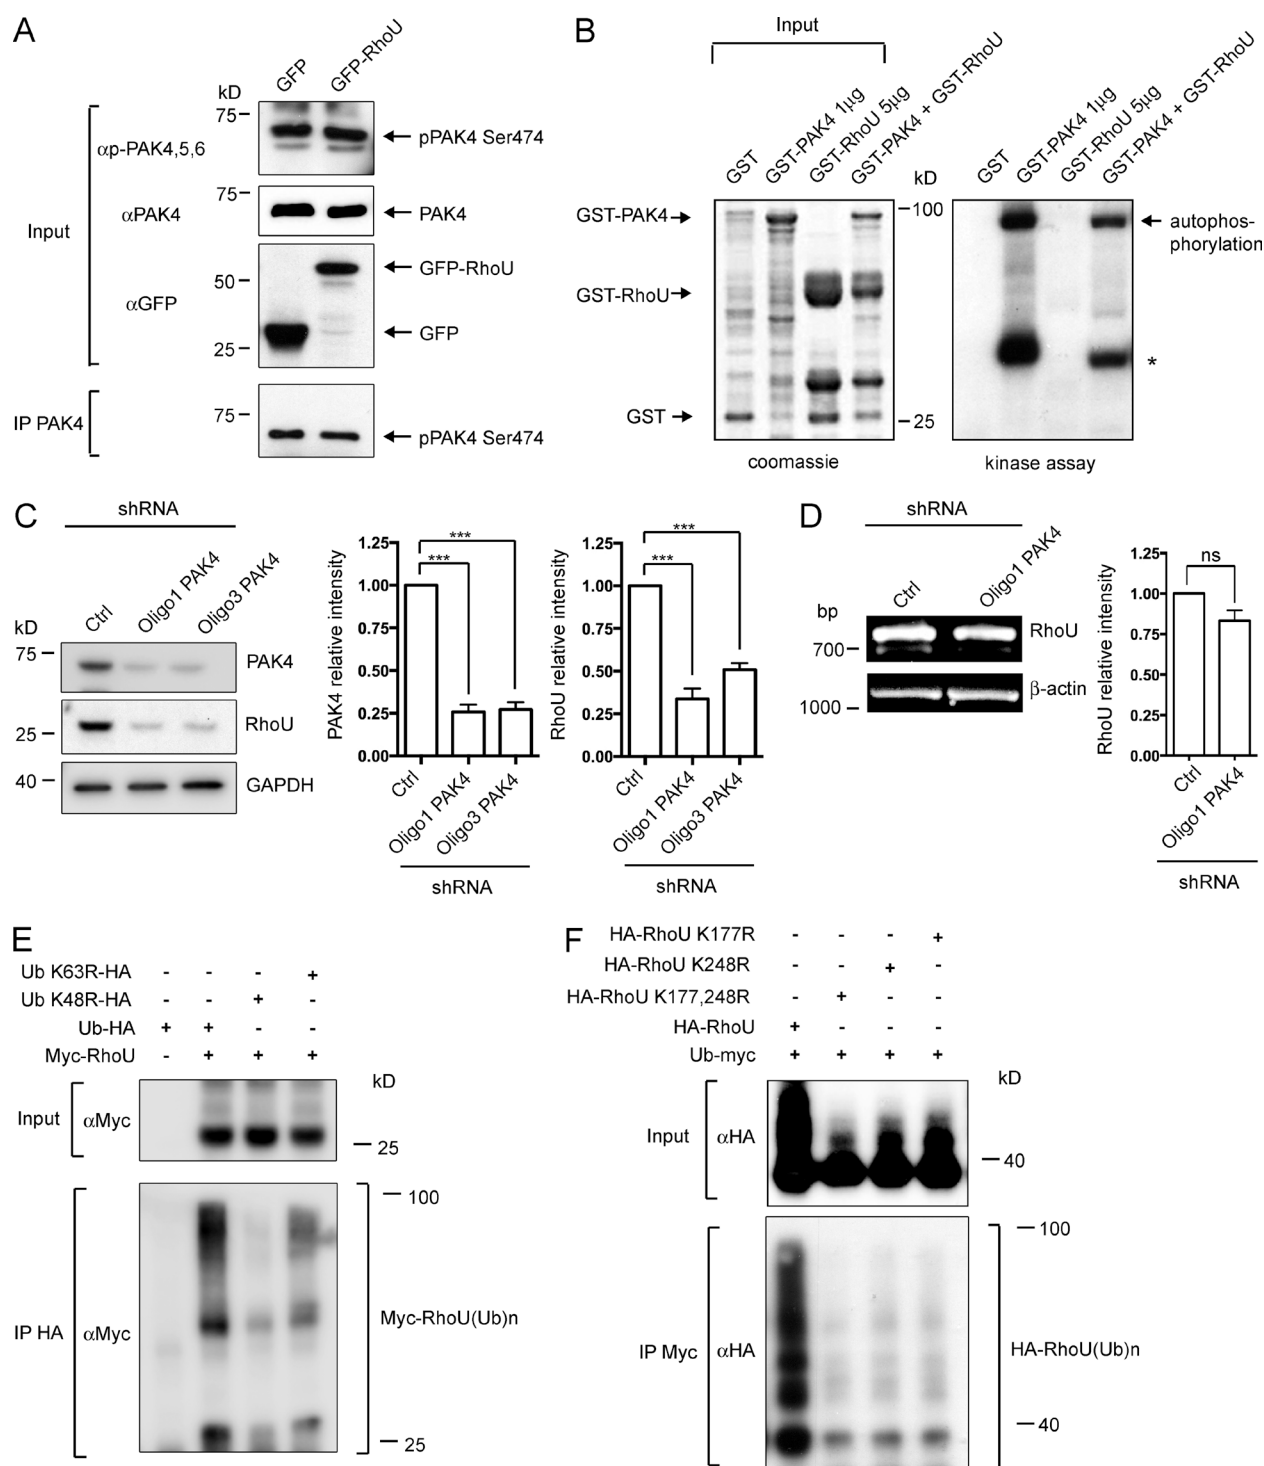 A
GFP
GFP-RhoU
kD
Input
αp-PAK4,5,6
75
pPAK4 Ser474
αPAK4
75
PAK4
αGFP
50
25
GFP-RhoU
GFP
IP PAK4
75
pPAK4 Ser474
B
Input
GST
GST-PAK4 1µg
GST-RhoU 5µg
GST-PAK4 + GST-RhoU
kD
GST
GST-PAK4 1µg
GST-RhoU 5µg
GST-PAK4 + GST-RhoU
GST-PAK4
GST-RhoU
GST
100
25
autophos-
phorylation
*
coomassie
kinase assay
C
shRNA
Ctrl
Oligo1 PAK4
Oligo3 PAK4
kD
75
PAK4
25
RhoU
40
GAPDH
PAK4 relative intensity
1.25
1.00
0.75
0.50
0.25
0.00
***
***
Ctrl
Oligo1 PAK4
Oligo3 PAK4
shRNA
RhoU relative intensity
1.25
1.00
0.75
0.50
0.25
0.00
***
***
Ctrl
Oligo1 PAK4
Oligo3 PAK4
shRNA
D
shRNA
Ctrl
Oligo1 PAK4
bp
700
RhoU
1000
β-actin
RhoU relative intensity
1.25
1.00
0.75
0.50
0.25
0.00
ns
Ctrl
Oligo1 PAK4
shRNA
E
Ub K63R-HA - - - +
Ub K48R-HA - - + -
Ub-HA + + - -
Myc-RhoU - + + +
kD
Input
αMyc
25
IP HA
αMyc
100
25
Myc-RhoU(Ub)n
F
HA-RhoU K177R - - - +
HA-RhoU K248R - - + -
HA-RhoU K177,248R - + - -
HA-RhoU + - - -
Ub-myc + + + +
kD
Input
αHA
40
IP Myc
αHA
100
40
HA-RhoU(Ub)n